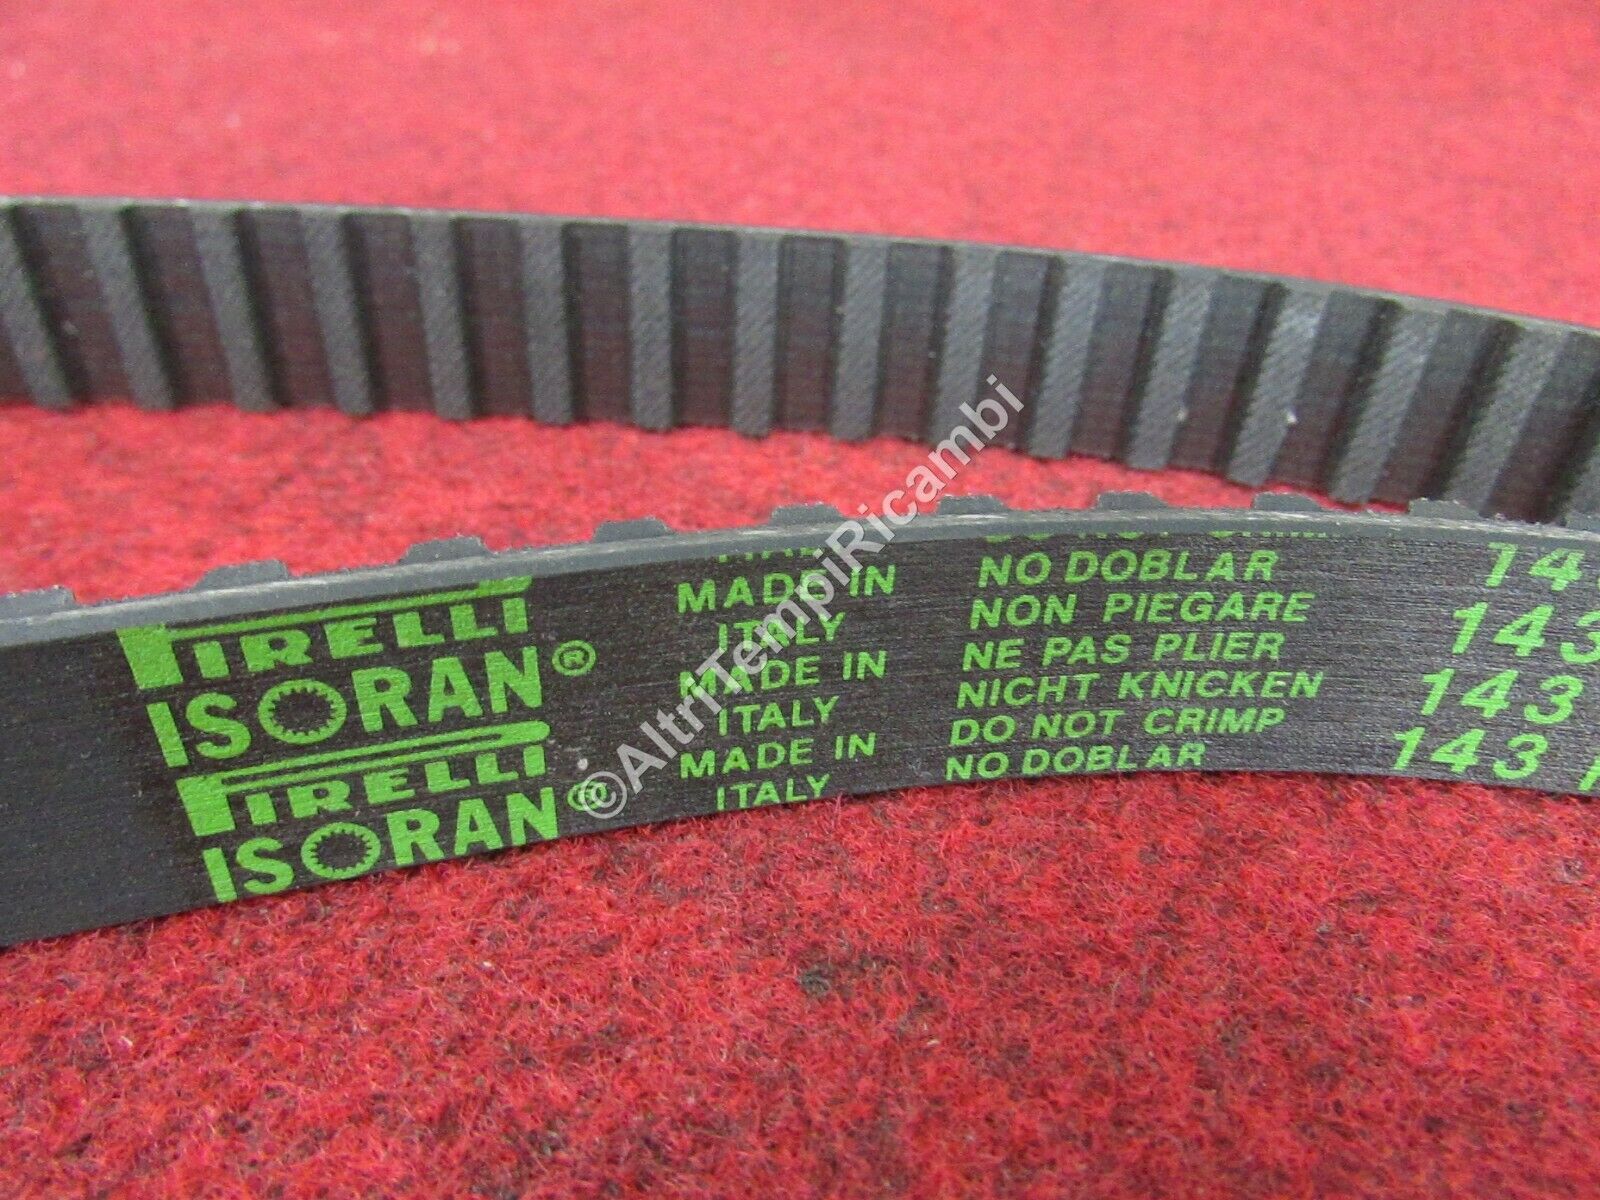 PIRELLI
ISORAN®
PIRELLI
ISORAN®
MADE IN
ITALY
MADE IN
ITALY
MADE IN
ITALY
NO DOBLAR
NON PIEGARE
NE PAS PLIER
NICHT KNICKEN
DO NOT CRIMP
NO DOBLAR
143
143
143
©AltriTempiRicambi